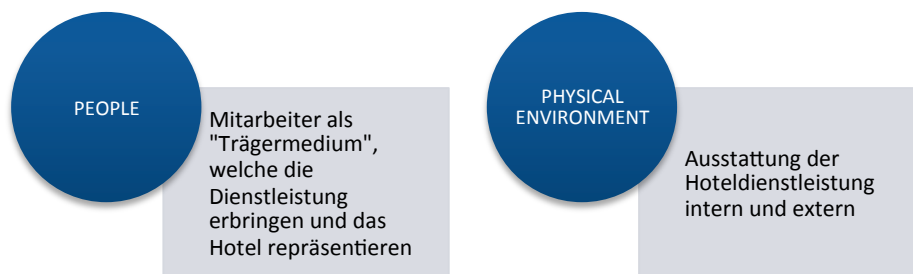 PEOPLE
Mitarbeiter als
"Trägermedium",
welche die
Dienstleistung
erbringen und das
Hotel repräsentieren
PHYSICAL
ENVIRONMENT
Ausstattung der
Hoteldienstleistung
intern und extern